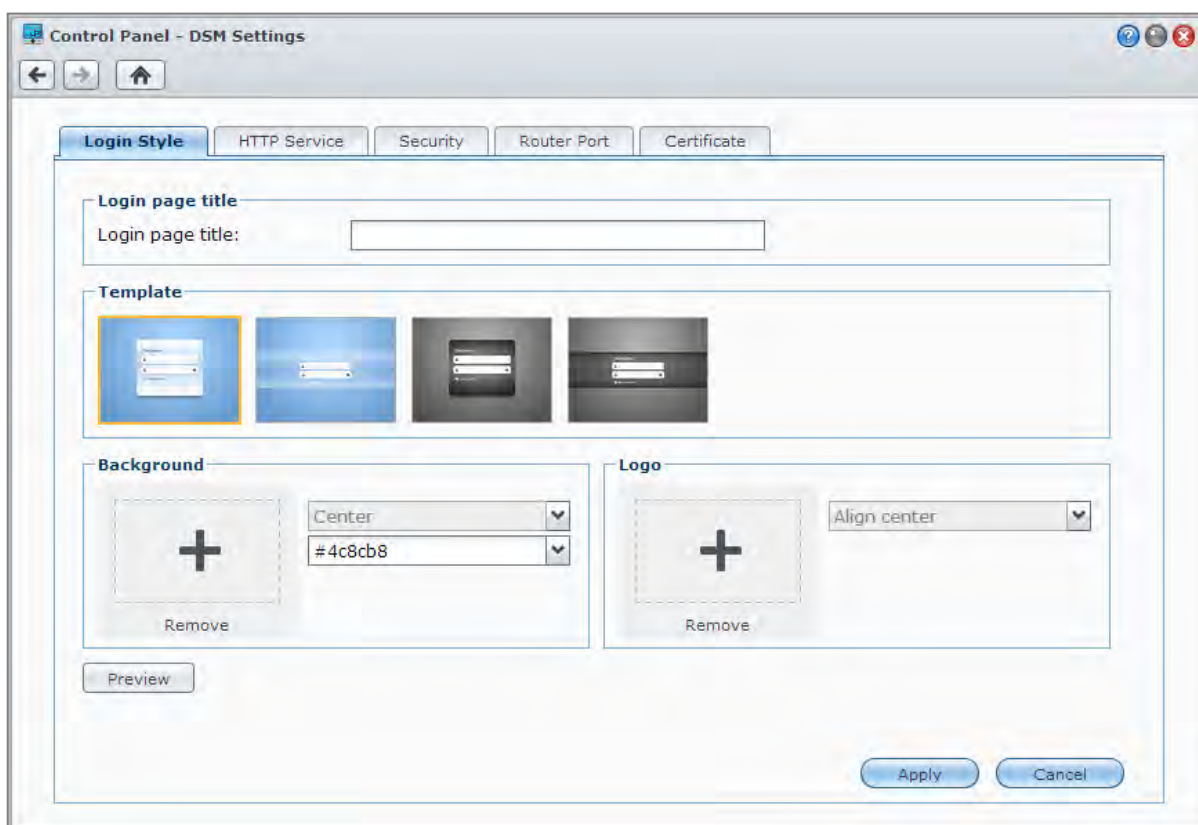 Control Panel - DSM Settings
Login Style HTTP Service Security Router Port Certificate
Login page title
Login page title:
Template
Background Logo
Center Align center
#4c8cb8
Remove Remove
Preview
Apply Cancel